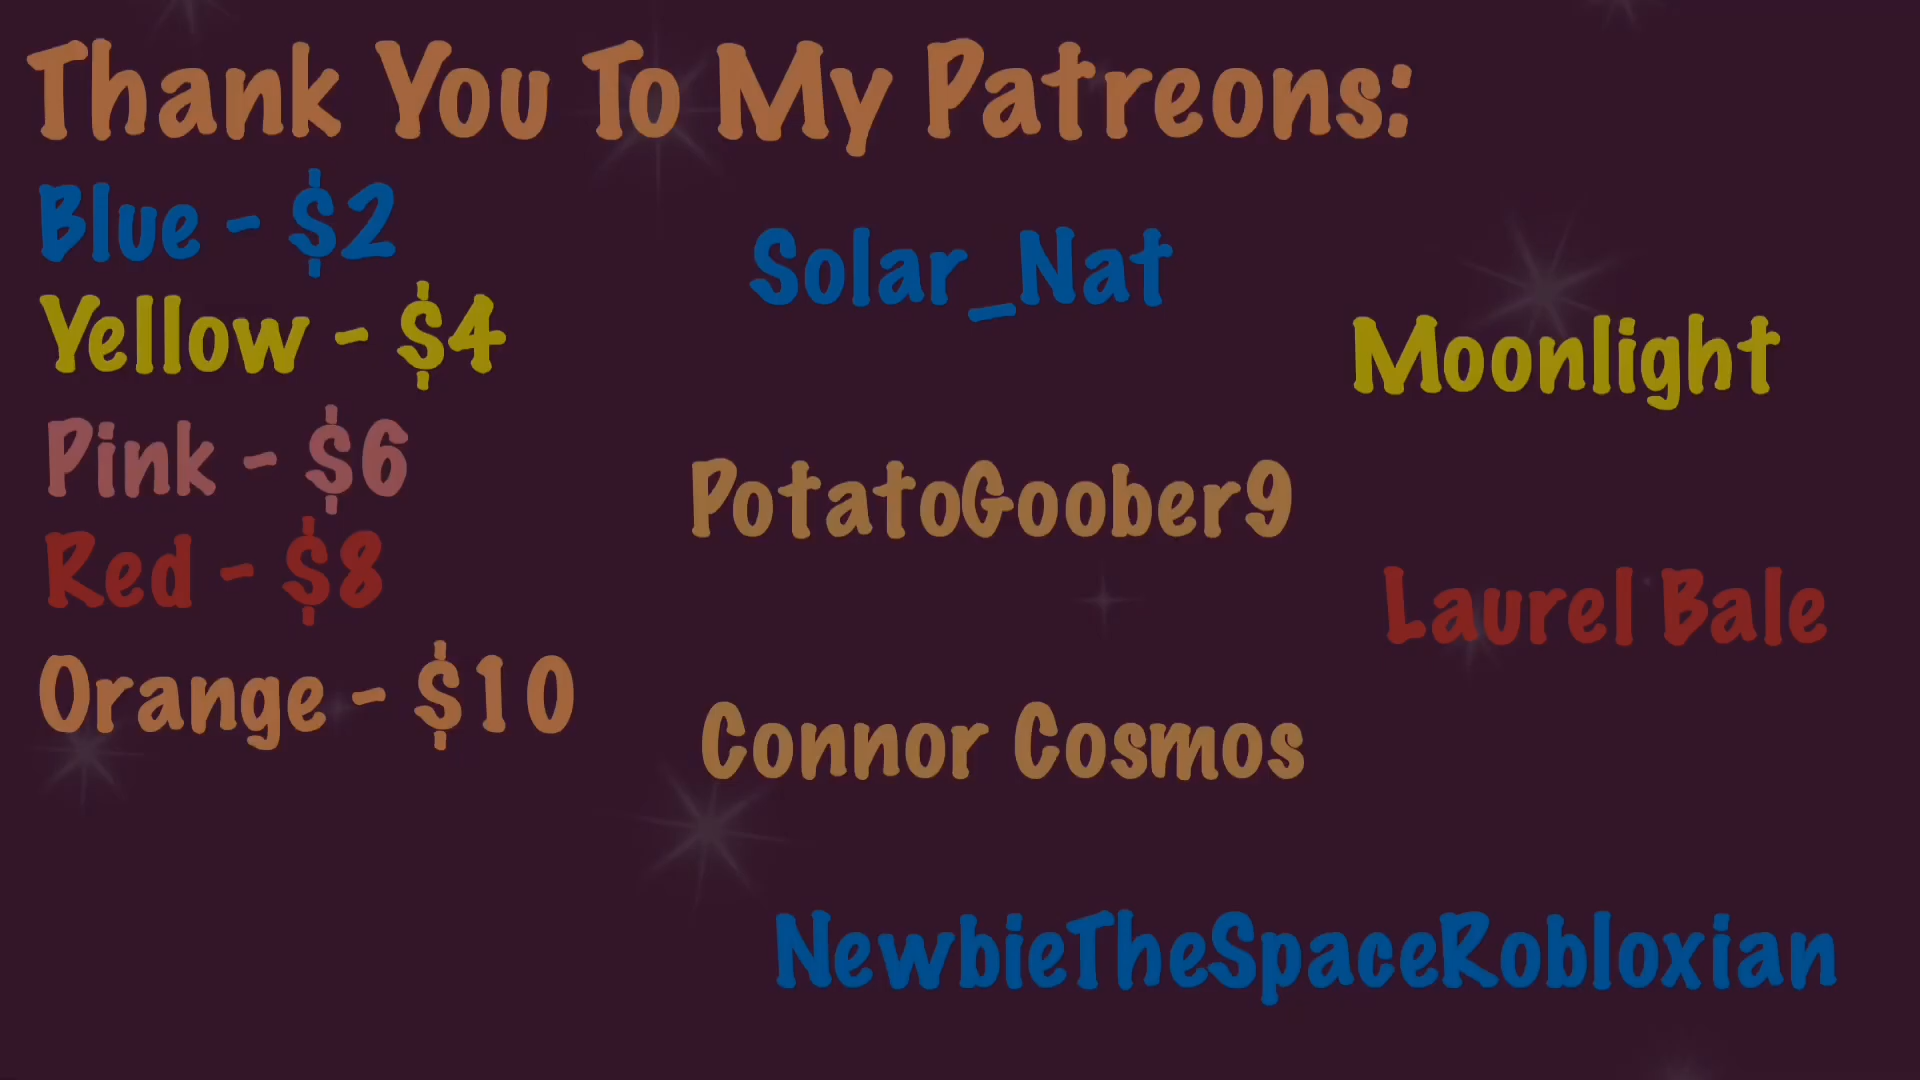 Thank You To My Patreons:
Blue - $2
Yellow - $4
Pink - $6
Red - $8
Orange - $10
Solar_Nat
Moonlight
PotatoGoober9
Laurel Bale
Connor Cosmos
NewbieTheSpaceRobloxian